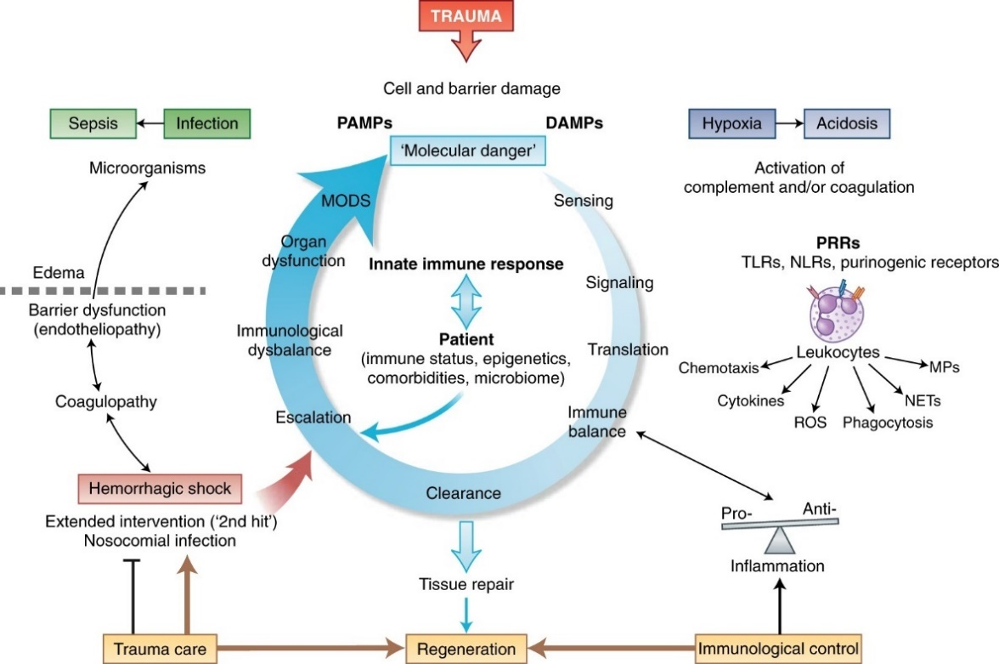 TRAUMA
Cell and barrier damage
PAMPs
DAMPs
'Molecular danger'
Sepsis
Infection
Microorganisms
Edema
Barrier dysfunction
(endotheliopathy)
Coagulopathy
Hemorrhagic shock
Extended intervention ('2nd hit')
Nosocomial infection
Trauma care
MODS
Organ
dysfunction
Immunological
dysbalance
Escalation
Innate immune response
Patient
(immune status, epigenetics,
comorbidities, microbiome)
Sensing
Signaling
Translation
Immune
balance
Clearance
Tissue repair
Regeneration
Hypoxia
Acidosis
Activation of
complement and/or coagulation
PRRs
TLRs, NLRs, purinogenic receptors
Leukocytes
Chemotaxis
Cytokines
ROS
Phagocytosis
NETs
MPs
Pro-
Anti-
Inflammation
Immunological control